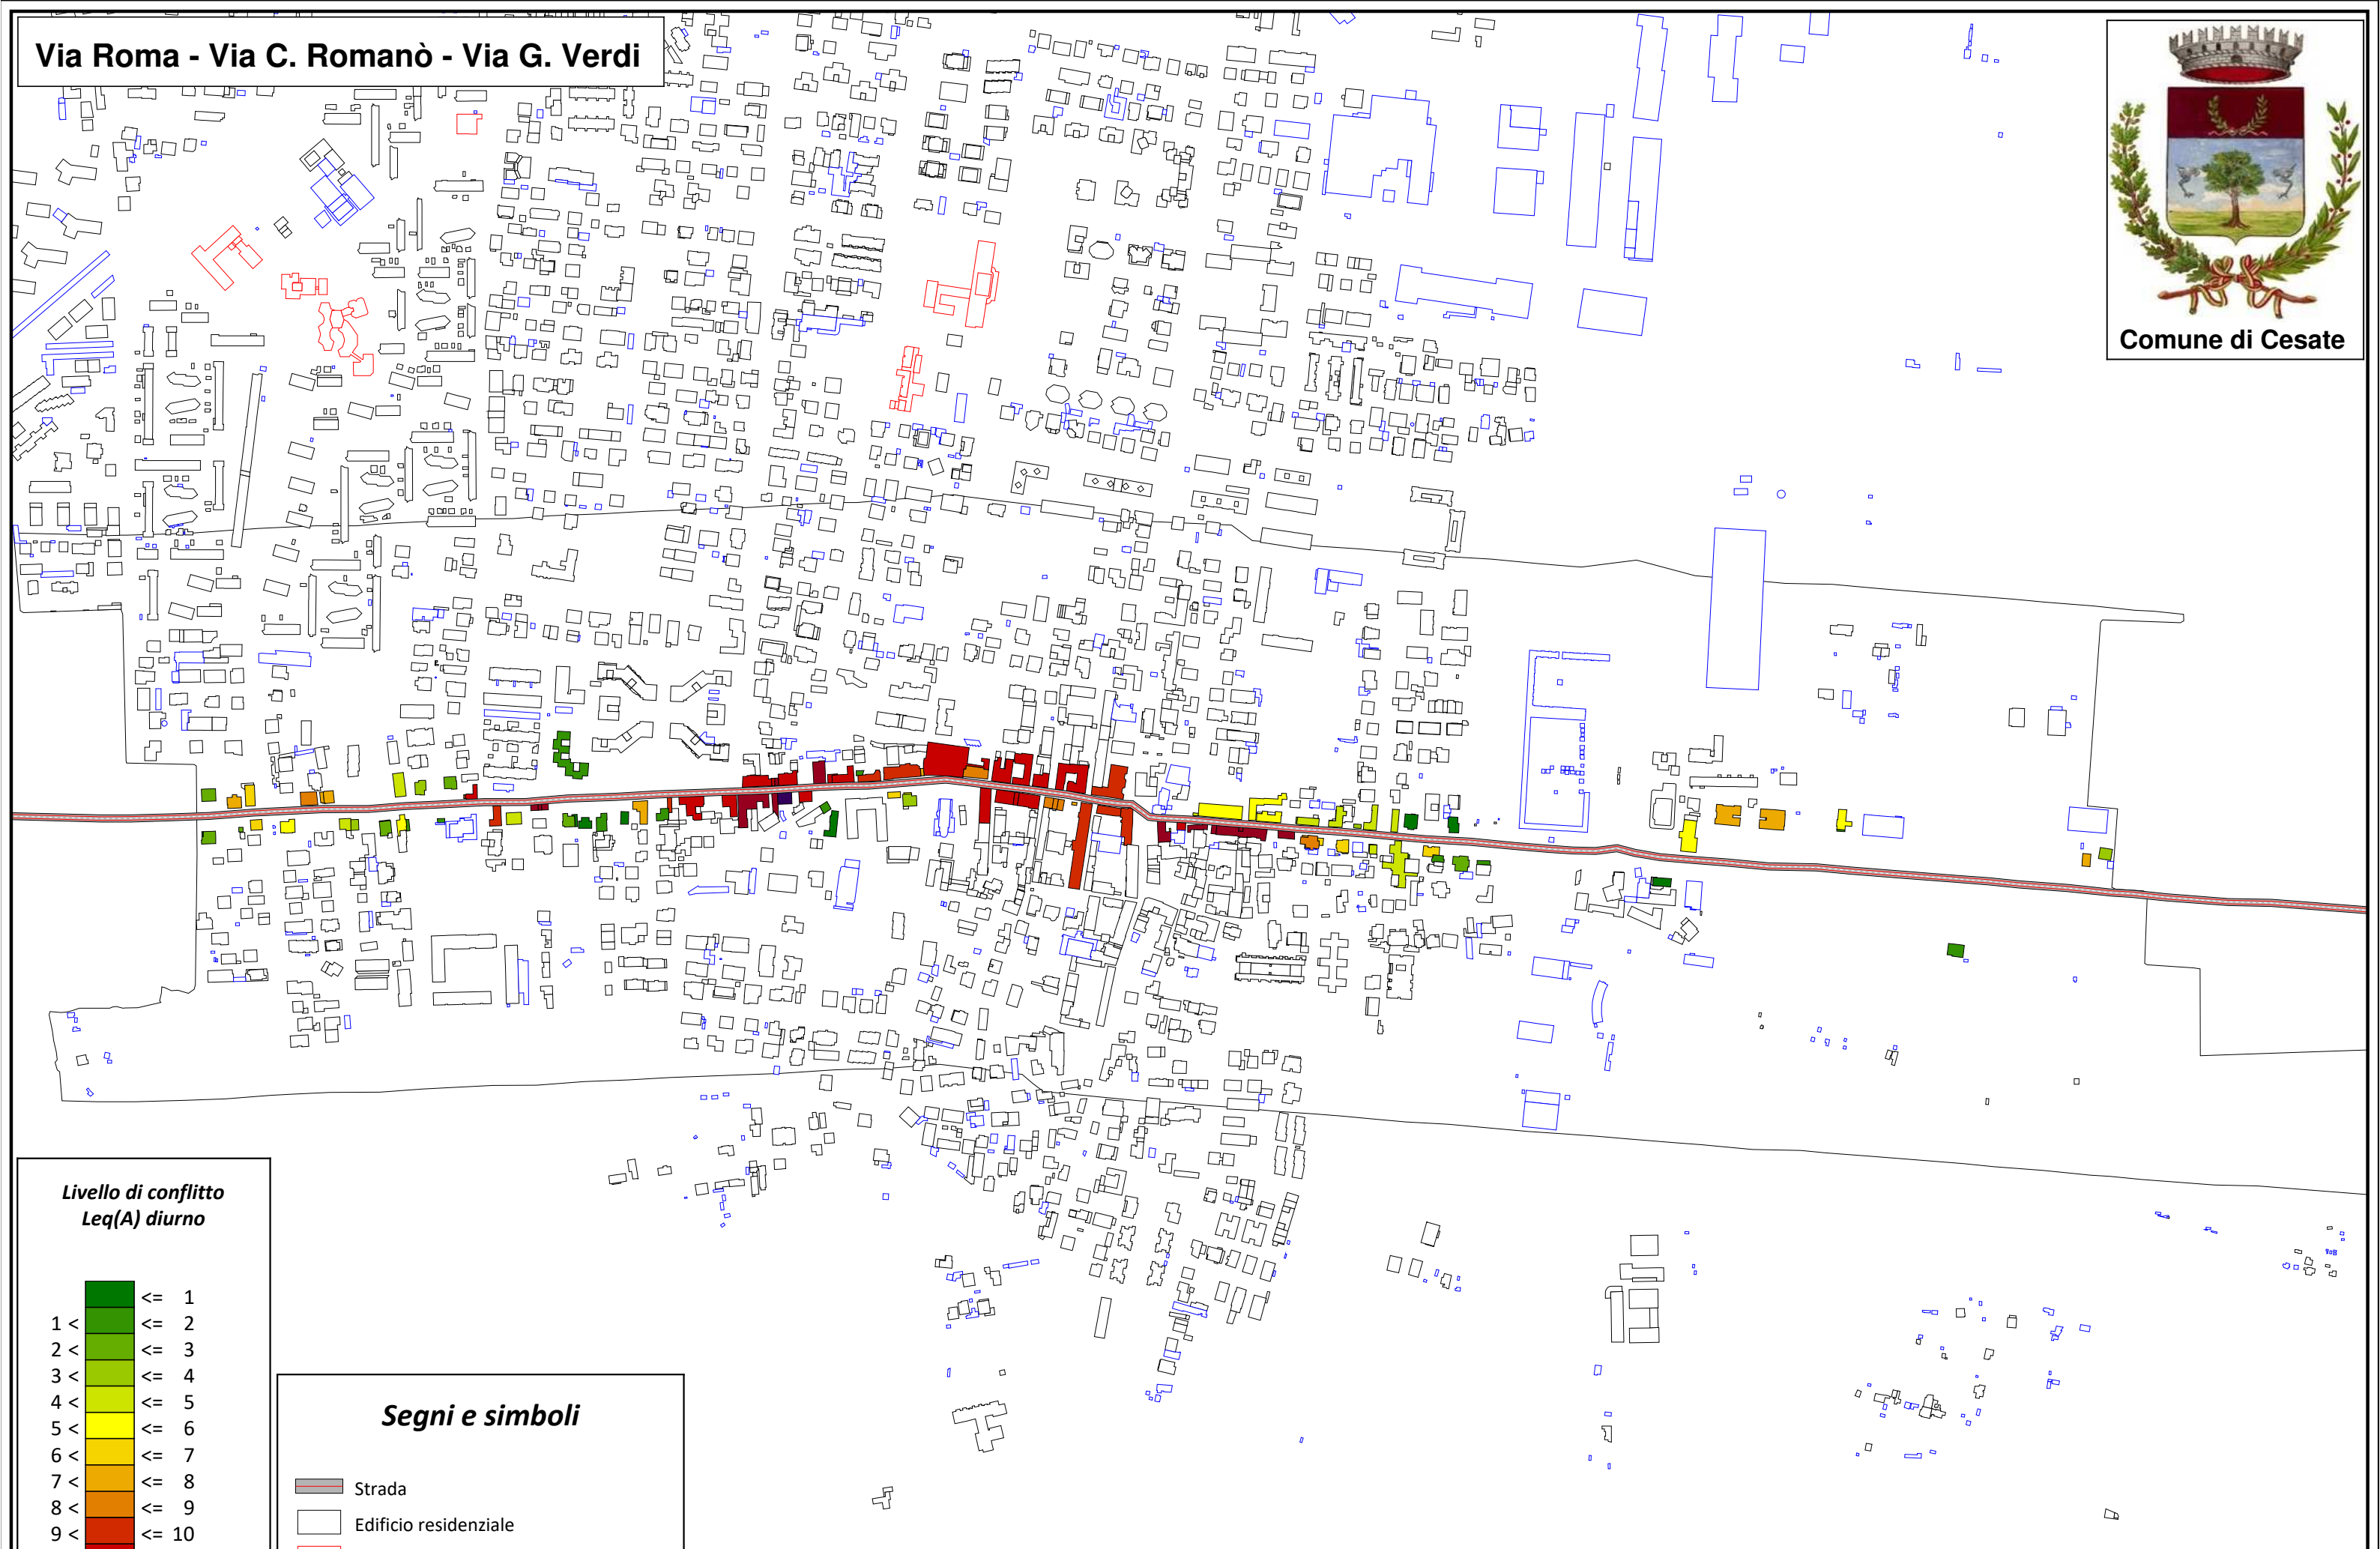 Via Roma - Via C. Romanò - Via G. Verdi
Comune di Cesate
Livello di conflitto
Leq(A) diurno
<= 1
1 < <= 2
2 < <= 3
3 < <= 4
4 < <= 5
5 < <= 6
6 < <= 7
7 < <= 8
8 < <= 9
9 < <= 10
Segni e simboli
Strada
Edificio residenziale